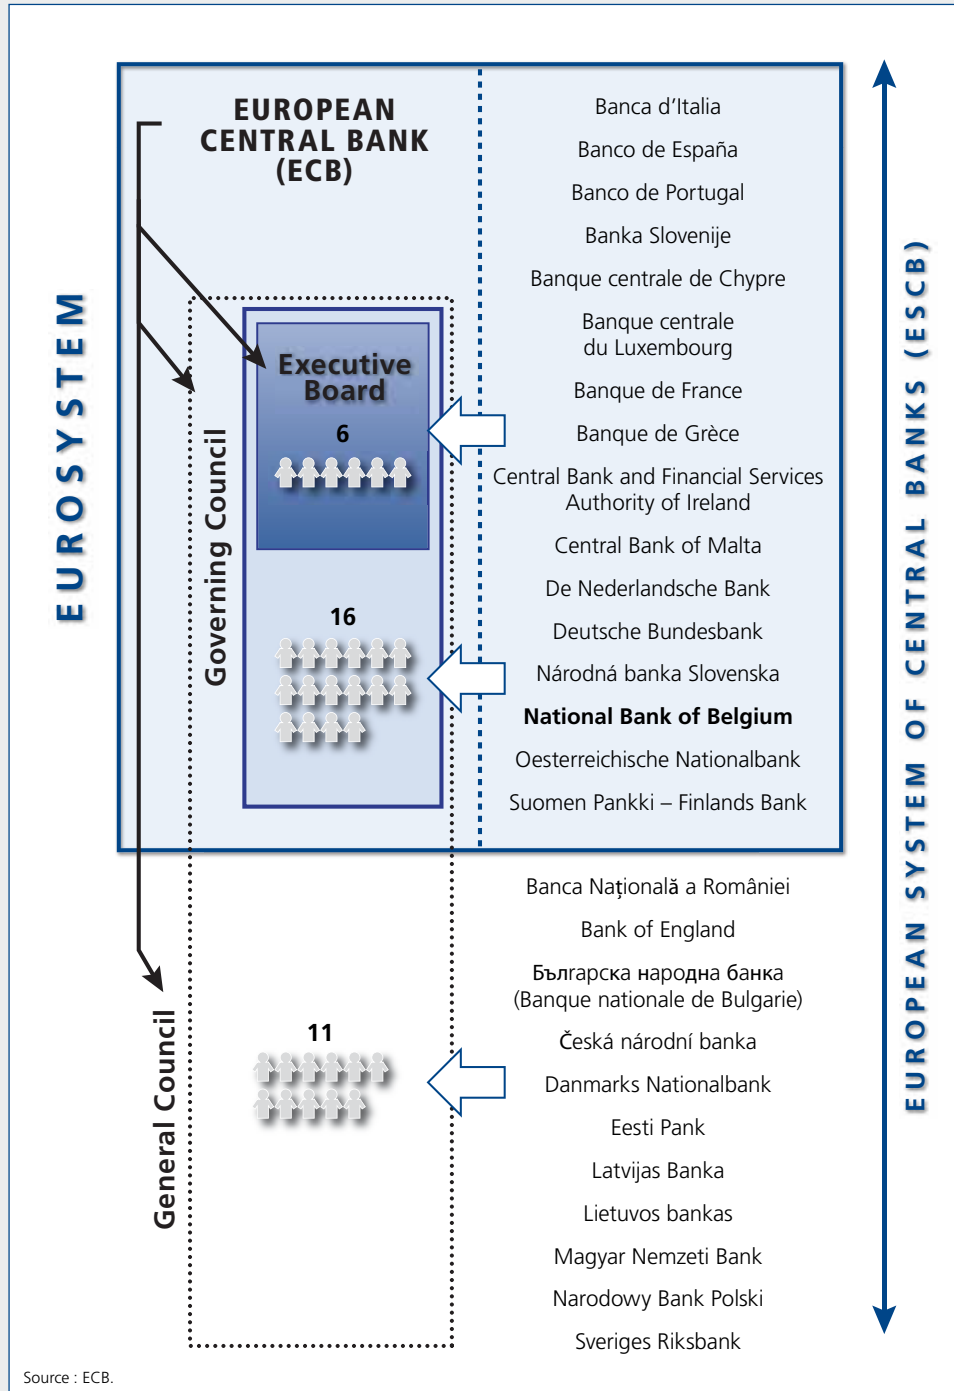 EUROPEAN
CENTRAL BANK
(ECB)
EUROSYSTEM
Governing Council
Executive
Board
6
16
General Council
11
Banca d’Italia
Banco de España
Banco de Portugal
Banka Slovenije
Banque centrale de Chypre
Banque centrale
du Luxembourg
Banque de France
Banque de Grèce
Central Bank and Financial Services
Authority of Ireland
Central Bank of Malta
De Nederlandsche Bank
Deutsche Bundesbank
Národná banka Slovenska
National Bank of Belgium
Oesterreichische Nationalbank
Suomen Pankki – Finlands Bank
Banca Naţională a României
Bank of England
Българска народна банка
(Banque nationale de Bulgarie)
Česká národní banka
Danmarks Nationalbank
Eesti Pank
Latvijas Banka
Lietuvos bankas
Magyar Nemzeti Bank
Narodowy Bank Polski
Sveriges Riksbank
EUROPEAN SYSTEM OF CENTRAL BANKS (ESCB)
Source : ECB.